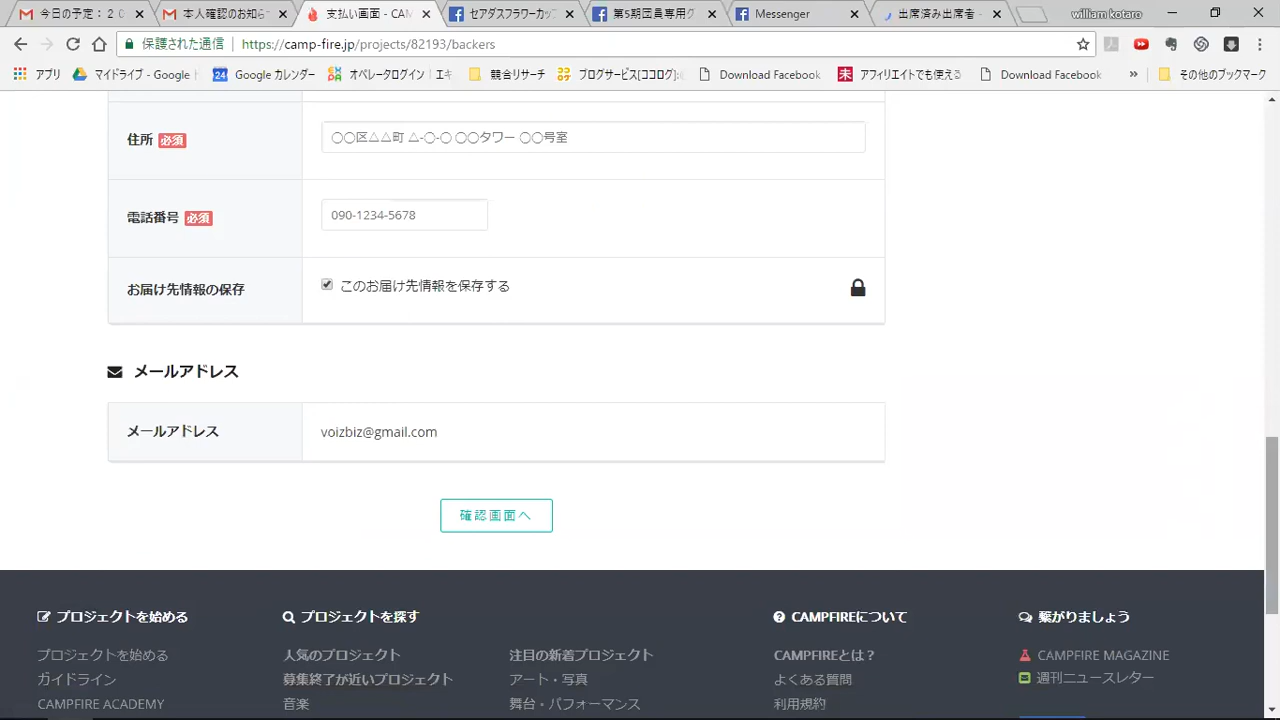 今日の予定：２０
本人確認のお知ら
支払い画面 - CAM
セアダスフラワーカッ
第5期団員専用グ
Messenger
出席済み出席者 -
william kotaro
保護された通信
https://camp-fire.jp/projects/82193/backers
アプリ
マイドライブ - Google
24 Google カレンダー
オペレータログイン｜エキ
競合リサーチ
ブログサービス[ココログ]:
Download Facebook
未 アフィリエイトでも使える
Download Facebook
»
その他のブックマーク
住所 必須
〇〇区△△町 △-〇-〇 〇〇タワー 〇〇号室
電話番号 必須
090-1234-5678
お届け先情報の保存
このお届け先情報を保存する
メールアドレス
メールアドレス
voizbiz@gmail.com
確認画面へ
プロジェクトを始める
プロジェクトを探す
CAMPFIREについて
繋がりましょう
プロジェクトを始める
人気のプロジェクト
注目の新着プロジェクト
CAMPFIREとは？
CAMPFIRE MAGAZINE
ガイドライン
募集終了が近いプロジェクト
アート・写真
よくある質問
週刊ニュースレター
CAMPFIRE ACADEMY
音楽
舞台・パフォーマンス
利用規約